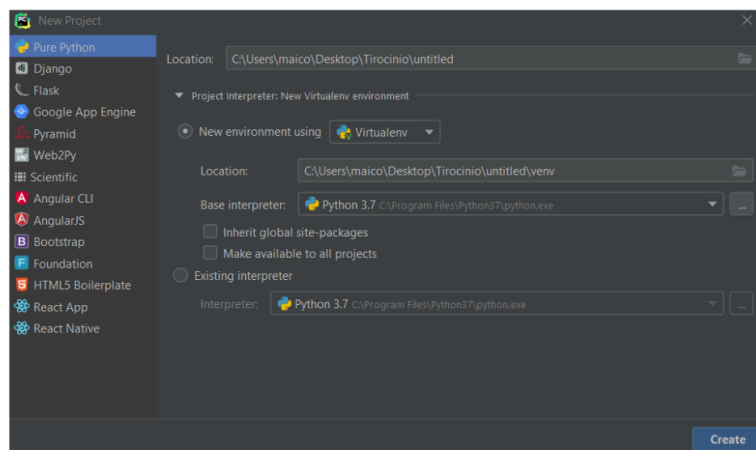 New Project
Pure Python
Django
Flask
Google App Engine
Pyramid
Web2Py
Scientific
Angular CLI
AngularJS
Bootstrap
Foundation
HTML5 Boilerplate
React App
React Native
Location: C:\Users\maico\Desktop\Tirocinio\untitled
Project Interpreter: New Virtualenv environment
New environment using Virtualenv
Location: C:\Users\maico\Desktop\Tirocinio\untitled\venv
Base interpreter: Python 3.7 C:\Program Files\Python37\python.exe ...
Inherit global site-packages
Make available to all projects
Existing interpreter
Interpreter: Python 3.7 C:\Program Files\Python37\python.exe ...
Create